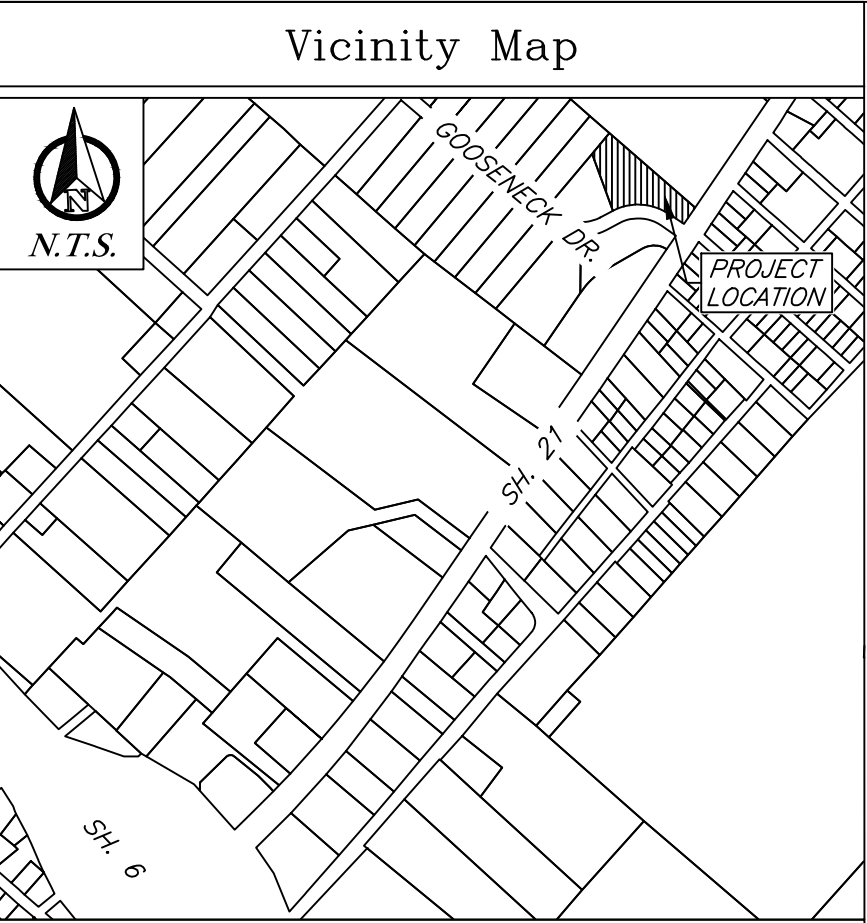 Vicinity Map
N
N.T.S.
GOOSENECK DR.
PROJECT
LOCATION
SH. 21
SH. 6